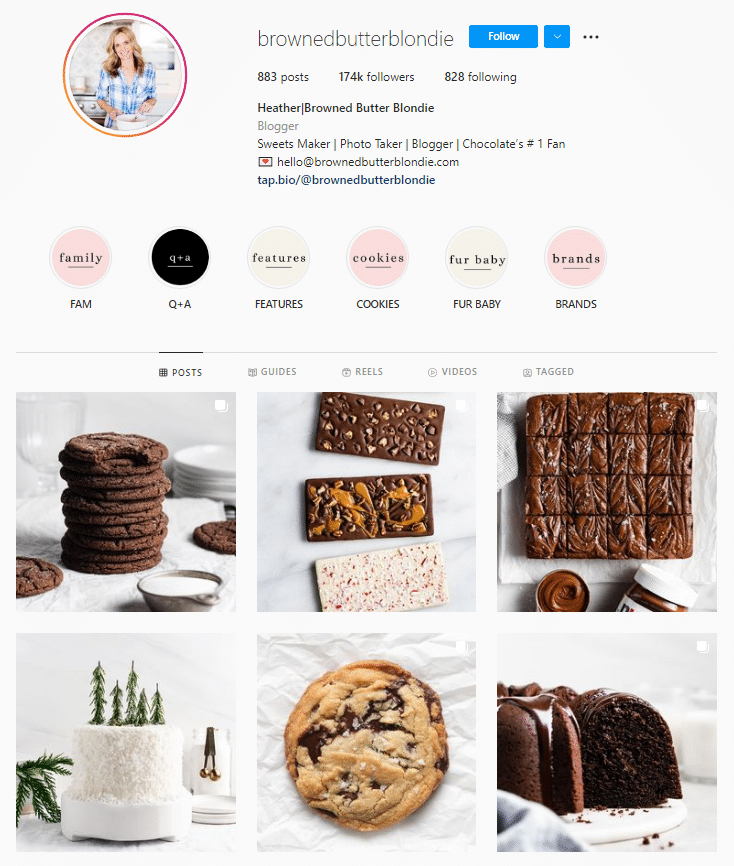 brownedbutterblondie Follow
883 posts 174k followers 828 following
Heather|Browned Butter Blondie
Blogger
Sweets Maker | Photo Taker | Blogger | Chocolate's # 1 Fan
💌 hello@brownedbutterblondie.com
tap.bio/@brownedbutterblondie
family q+a features cookies fur baby brands
FAM Q+A FEATURES COOKIES FUR BABY BRANDS
POSTS GUIDES REELS VIDEOS TAGGED